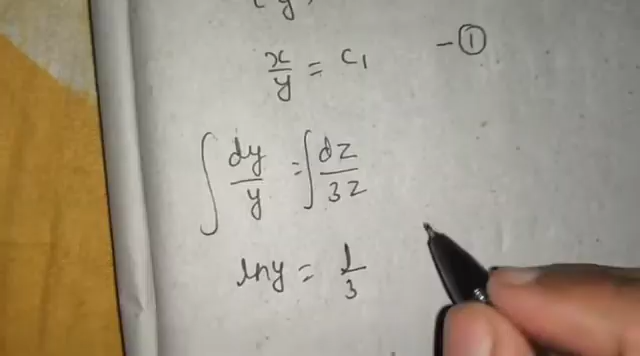 x/y = c₁ - ①
∫ dy/y = ∫ dz/3z
ln y = 1/3